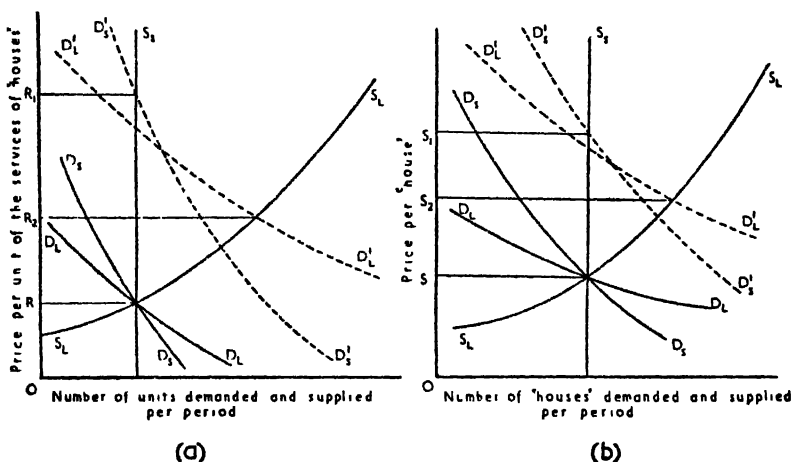 Price per unit of the services of "houses"
D'L
D'S
SS
R1
SL
DS
R2
DL
D'L
R
SL
DS
DL
D'S
O
Number of units demanded and supplied
per period
(a)
Price per "house"
D'L
D'S
SS
SL
DS
S1
S2
DL
D'L
S
D'S
DL
SL
DS
O
Number of "houses" demanded and supplied
per period
(b)